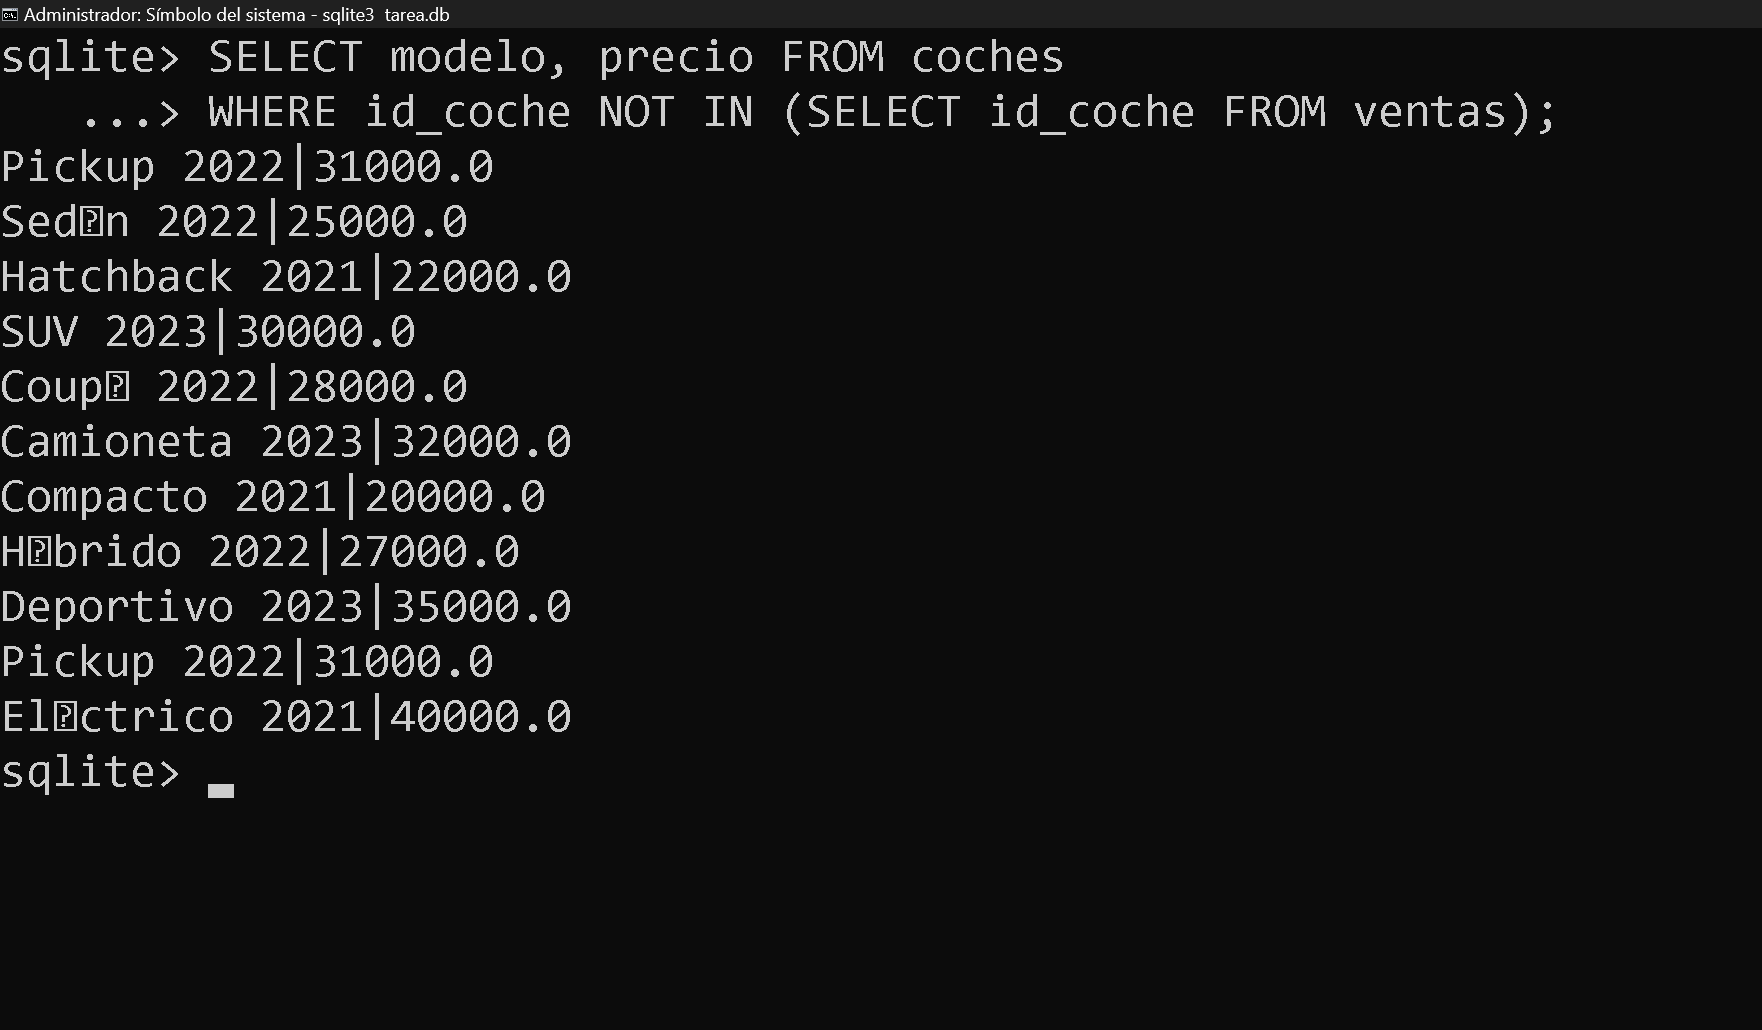 Administrador: Símbolo del sistema - sqlite3  tarea.db
sqlite> SELECT modelo, precio FROM coches
   ...> WHERE id_coche NOT IN (SELECT id_coche FROM ventas);
Pickup 2022|31000.0
Sed�n 2022|25000.0
Hatchback 2021|22000.0
SUV 2023|30000.0
Coup� 2022|28000.0
Camioneta 2023|32000.0
Compacto 2021|20000.0
H�brido 2022|27000.0
Deportivo 2023|35000.0
Pickup 2022|31000.0
El�ctrico 2021|40000.0
sqlite>